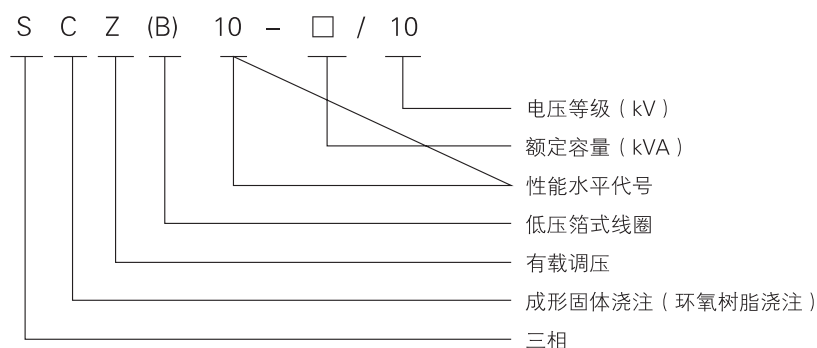 S C Z (B) 10 – □ / 10
电压等级（kV）
额定容量（kVA）
性能水平代号
低压箔式线圈
有载调压
成形固体浇注（环氧树脂浇注）
三相